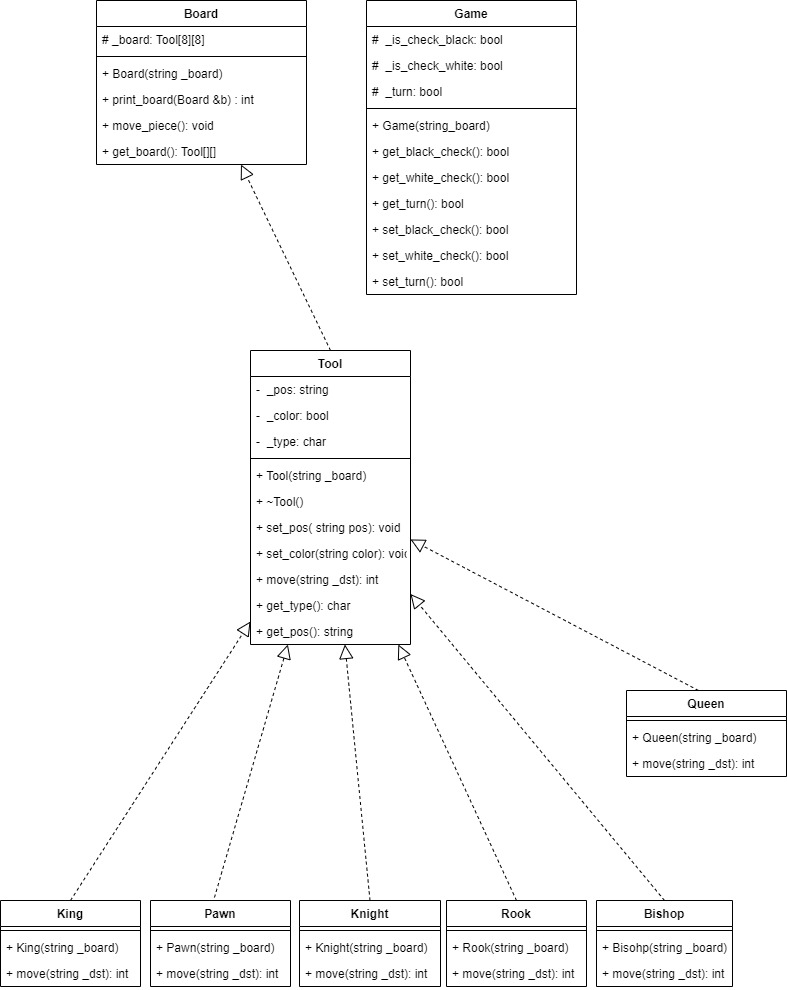 Board
# _board: Tool[8][8]
+ Board(string _board)
+ print_board(Board &b) : int
+ move_piece(): void
+ get_board(): Tool[][]
Game
# _is_check_black: bool
# _is_check_white: bool
# _turn: bool
+ Game(string_board)
+ get_black_check(): bool
+ get_white_check(): bool
+ get_turn(): bool
+ set_black_check(): bool
+ set_white_check(): bool
+ set_turn(): bool
Tool
- _pos: string
- _color: bool
- _type: char
+ Tool(string _board)
+ ~Tool()
+ set_pos( string pos): void
+ set_color(string color): void
+ move(string _dst): int
+ get_type(): char
+ get_pos(): string
Queen
+ Queen(string _board)
+ move(string _dst): int
King
+ King(string _board)
+ move(string _dst): int
Pawn
+ Pawn(string _board)
+ move(string _dst): int
Knight
+ Knight(string _board)
+ move(string _dst): int
Rook
+ Rook(string _board)
+ move(string _dst): int
Bishop
+ Bisohp(string _board)
+ move(string _dst): int